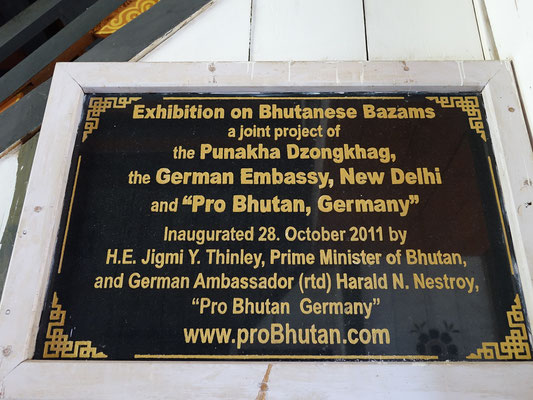 Exhibition on Bhutanese Bazams
a joint project of
the Punakha Dzongkhag,
the German Embassy, New Delhi
and “Pro Bhutan, Germany”
Inaugurated 28. October 2011 by
H.E. Jigmi Y. Thinley, Prime Minister of Bhutan,
and German Ambassador (rtd) Harald N. Nestroy,
“Pro Bhutan Germany”
www.proBhutan.com